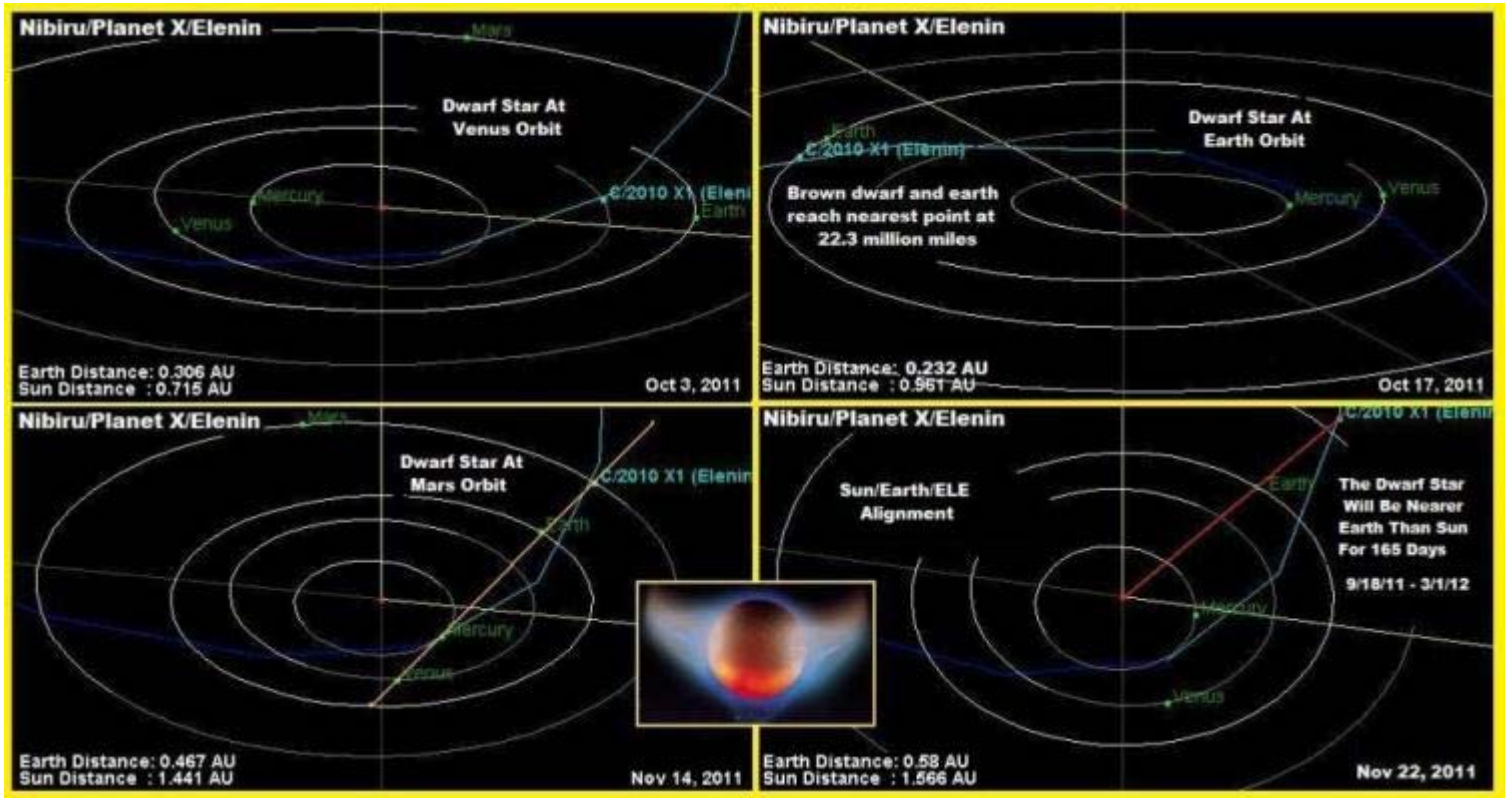 Nibiru/Planet X/Elenin
Mars
Dwarf Star At
Venus Orbit
Mercury
Venus
C/2010 X1 (Eleni
Earth
Earth Distance: 0.306 AU
Sun Distance : 0.715 AU
Oct 3, 2011
Nibiru/Planet X/Elenin
Dwarf Star At
Earth Orbit
Earth
C/2010 X1 (Elenin)
Brown dwarf and earth
reach nearest point at
22.3 million miles
Mercury
Venus
Earth Distance: 0.232 AU
Sun Distance : 0.961 AU
Oct 17, 2011
Nibiru/Planet X/Elenin
Mars
Dwarf Star At
Mars Orbit
C/2010 X1 (Elenin
Earth
Mercury
Venus
Earth Distance: 0.467 AU
Sun Distance : 1.441 AU
Nov 14, 2011
Nibiru/Planet X/Elenin
C/2010 X1 (Elenin
Sun/Earth/ELE
Alignment
Earth
The Dwarf Star
Will Be Nearer
Earth Than Sun
For 165 Days
9/18/11 - 3/1/12
Mercury
Venus
Earth Distance: 0.58 AU
Sun Distance : 1.566 AU
Nov 22, 2011